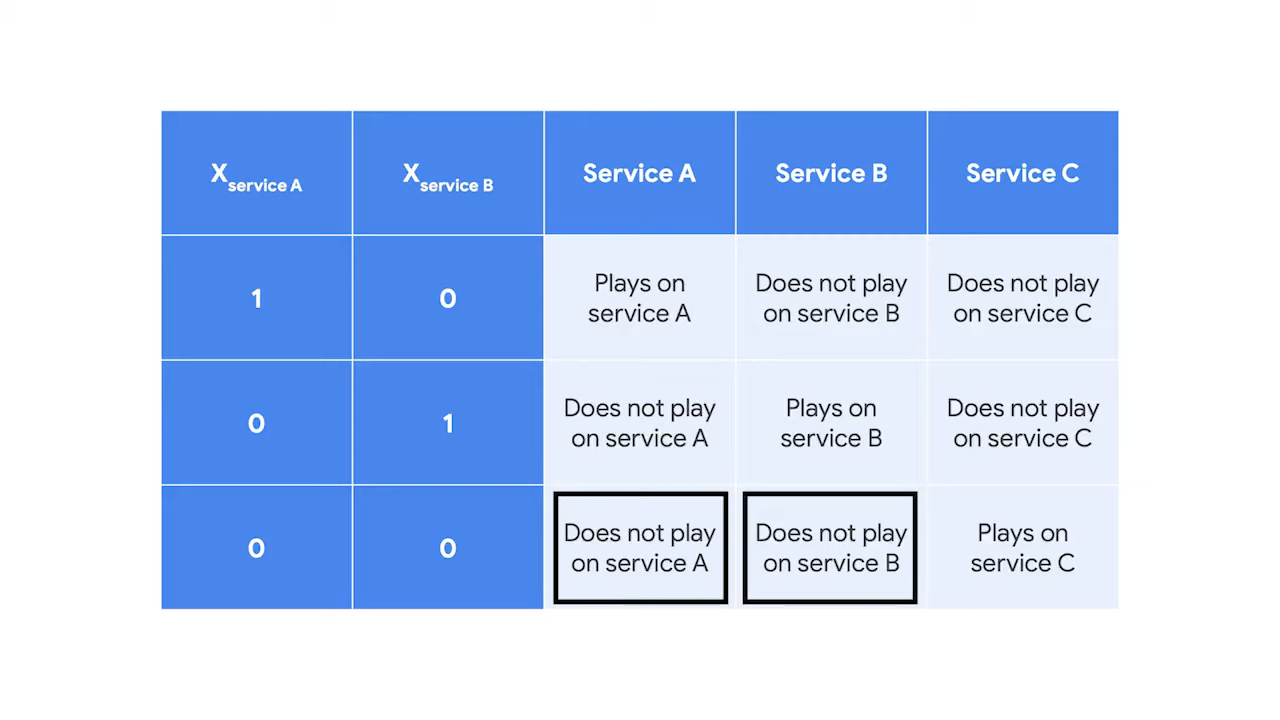 Xservice A
Xservice B
Service A
Service B
Service C
1
0
Plays on
service A
Does not play
on service B
Does not play
on service C
0
1
Does not play
on service A
Plays on
service B
Does not play
on service C
0
0
Does not play
on service A
Does not play
on service B
Plays on
service C